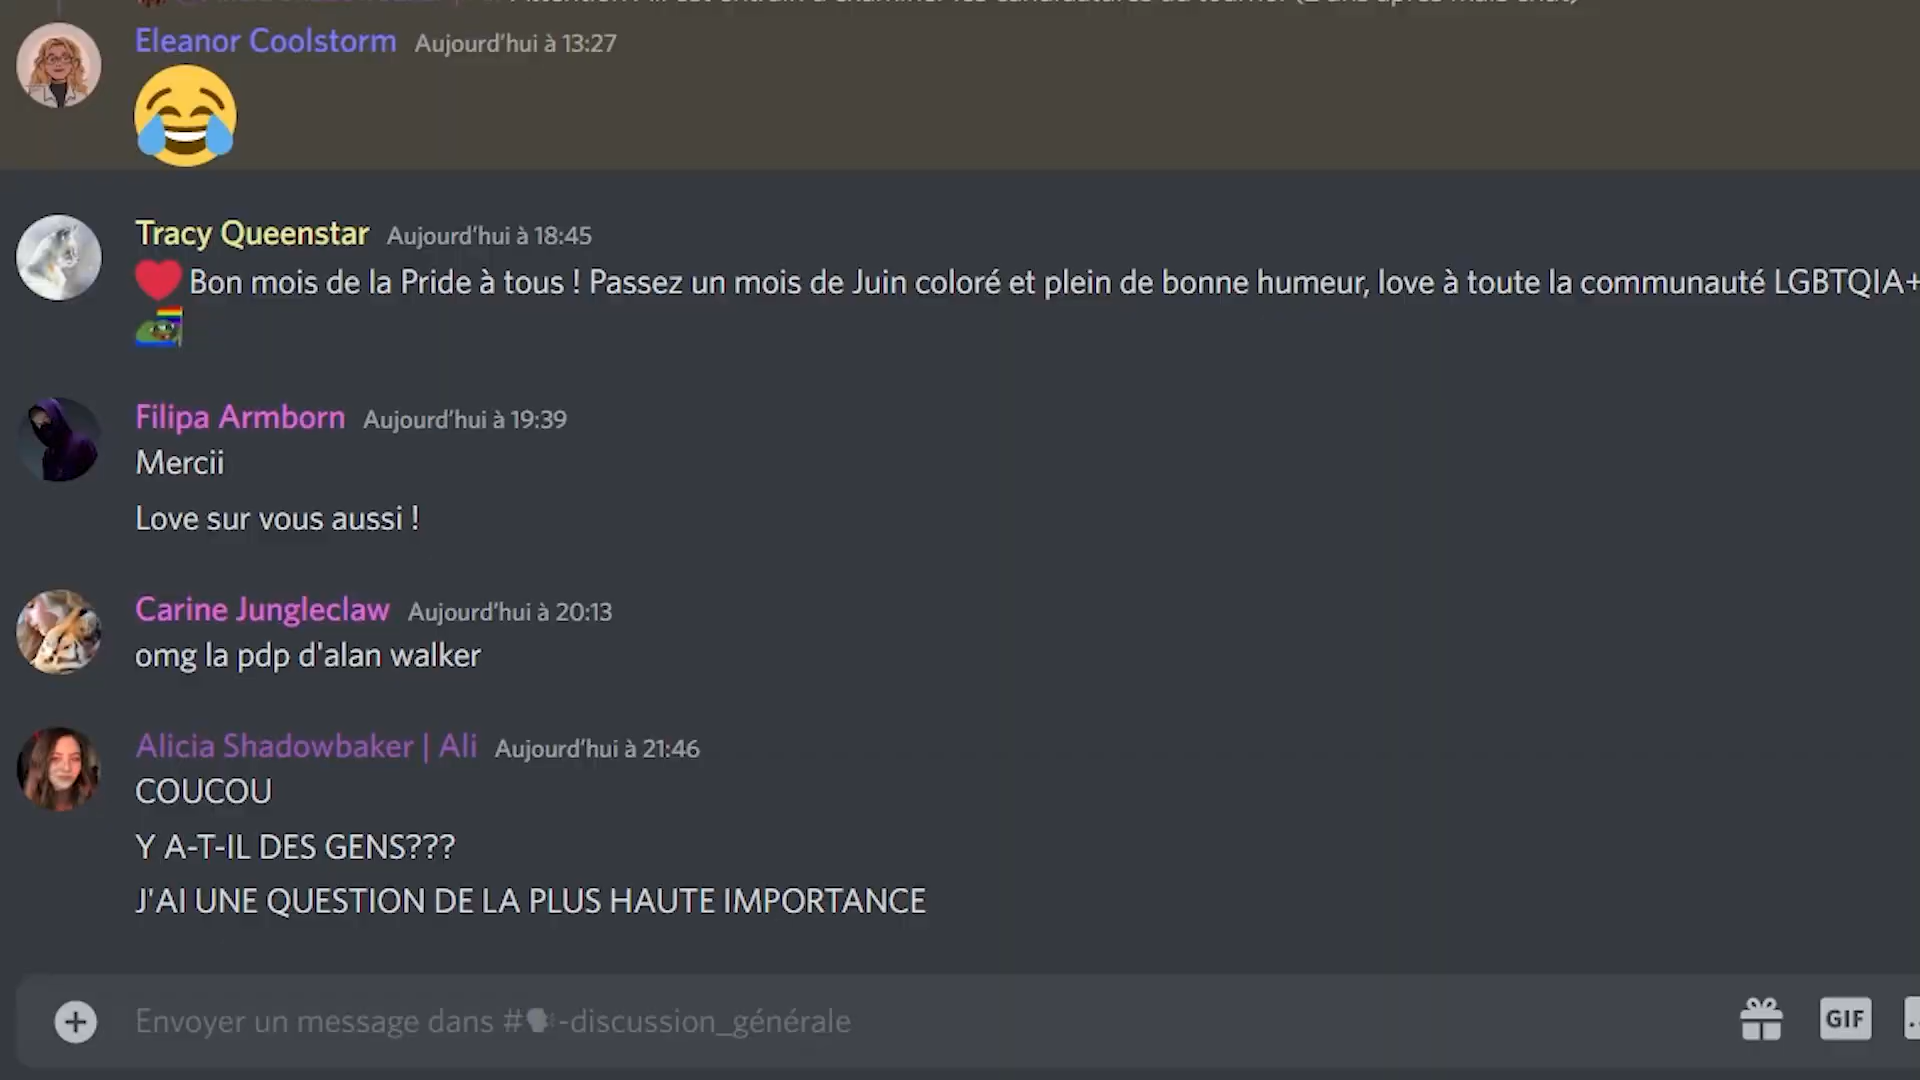 Eleanor Coolstorm Aujourd'hui à 13:27
Tracy Queenstar Aujourd'hui à 18:45
Bon mois de la Pride à tous ! Passez un mois de Juin coloré et plein de bonne humeur, love à toute la communauté LGBTQIA+
Filipa Armborn Aujourd'hui à 19:39
Mercii
Love sur vous aussi !
Carine Jungleclaw Aujourd'hui à 20:13
omg la pdp d'alan walker
Alicia Shadowbaker | Ali Aujourd'hui à 21:46
COUCOU
Y A-T-IL DES GENS???
J'AI UNE QUESTION DE LA PLUS HAUTE IMPORTANCE
Envoyer un message dans #🗣-discussion_générale
GIF